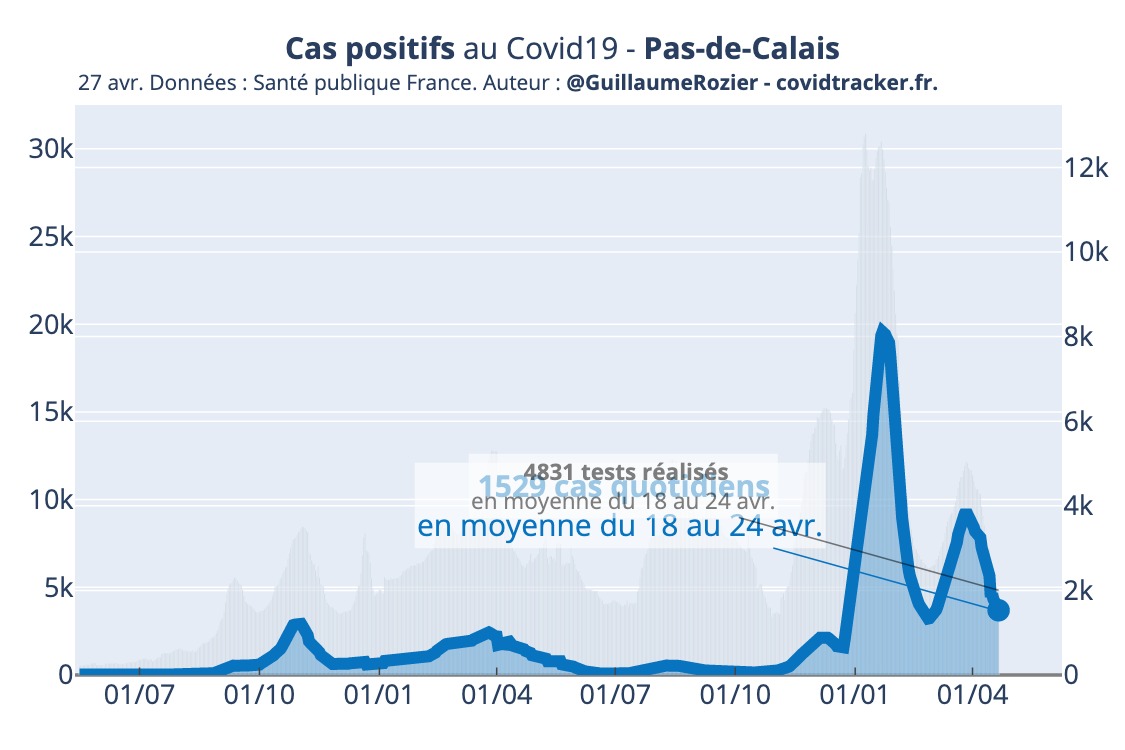 Cas positifs au Covid19 - Pas-de-Calais
27 avr. Données : Santé publique France. Auteur : @GuillaumeRozier - covidtracker.fr.
30k
25k
20k
15k
10k
5k
0
12k
10k
8k
6k
4k
2k
0
4831 tests réalisés
en moyenne du 18 au 24 avr.
1529 cas quotidiens
en moyenne du 18 au 24 avr.
01/07 01/10 01/01 01/04 01/07 01/10 01/01 01/04